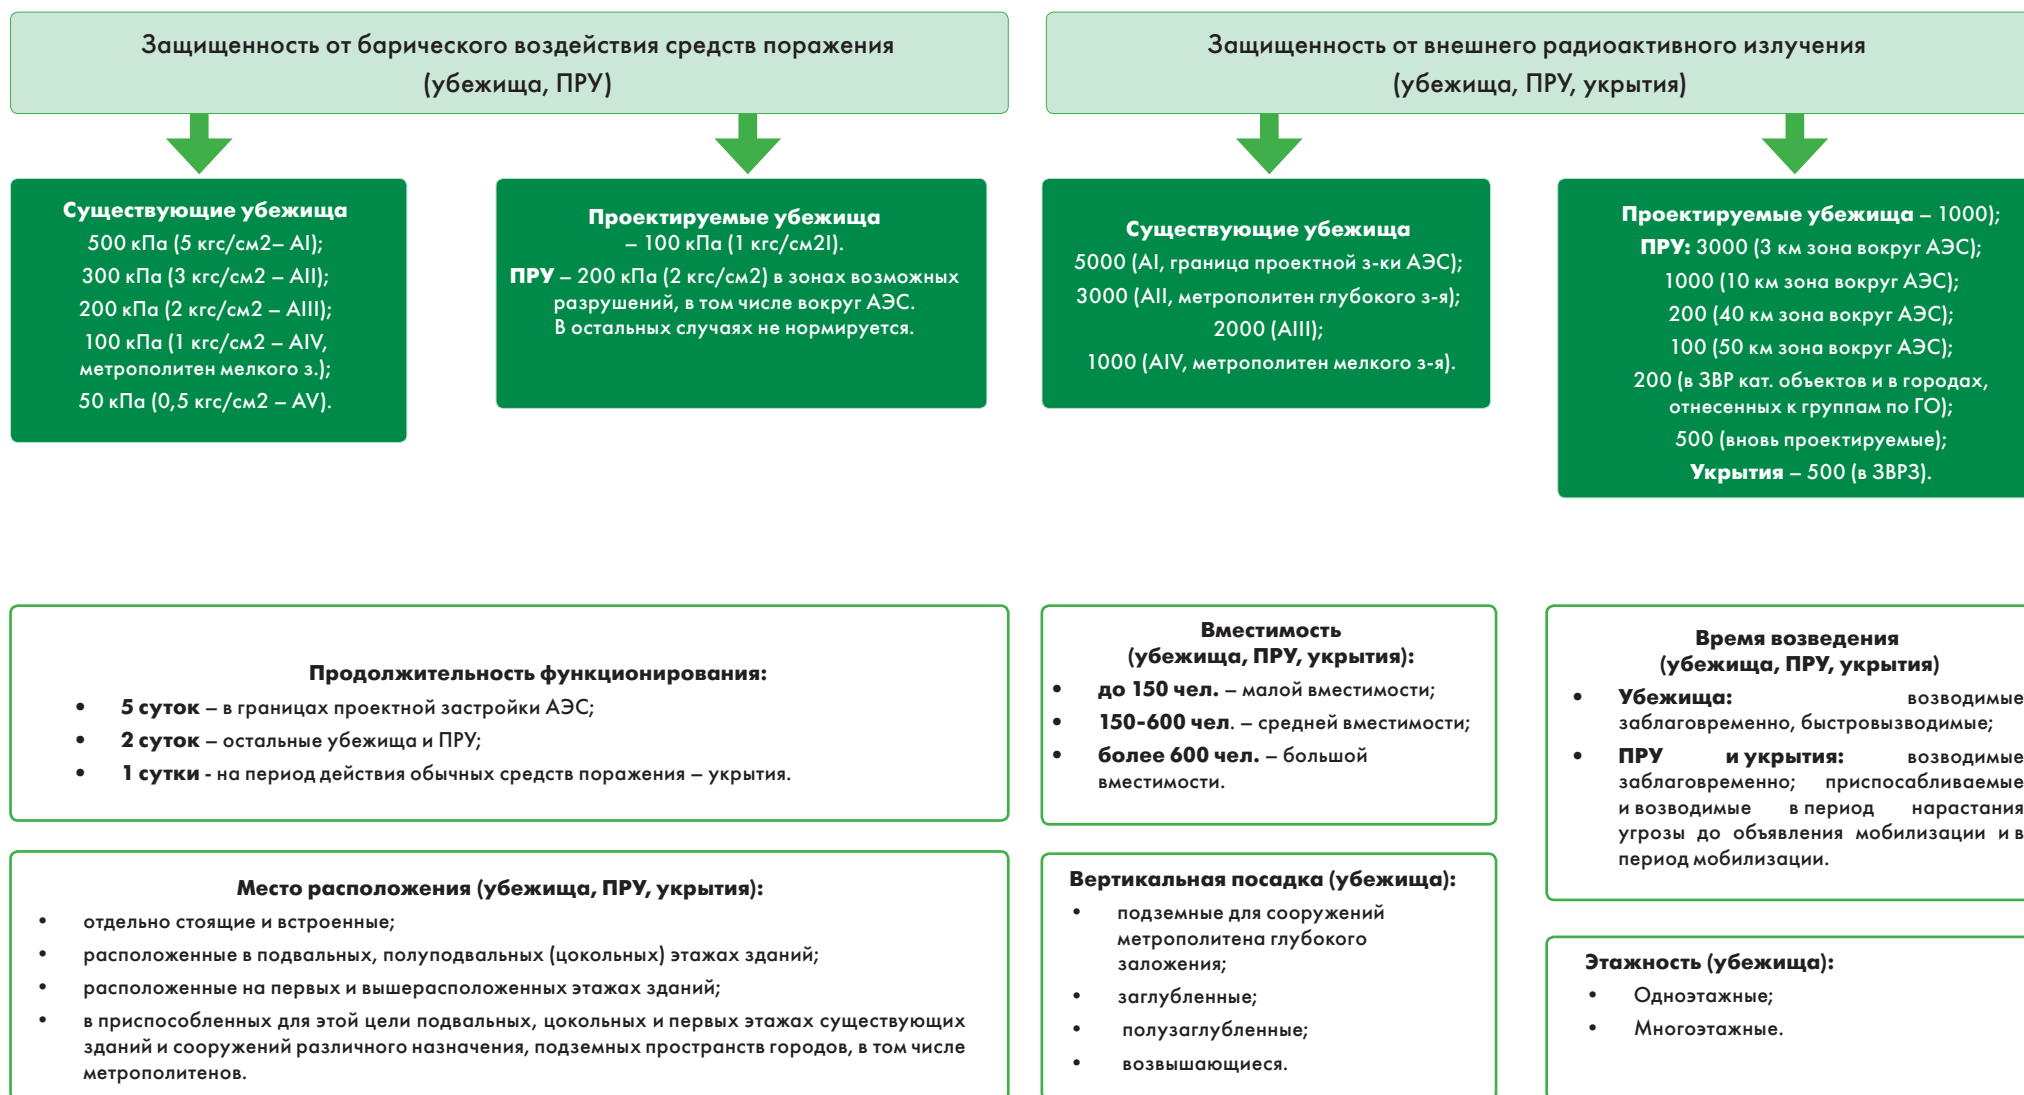 Защищенность от барического воздействия средств поражения
(убежища, ПРУ)
Защищенность от внешнего радиоактивного излучения
(убежища, ПРУ, укрытия)
Существующие убежища
500 кПа (5 кгс/см2– AI);
300 кПа (3 кгс/см2 – AII);
200 кПа (2 кгс/см2 – AIII);
100 кПа (1 кгс/см2 – AIV,
метрополитен мелкого з.);
50 кПа (0,5 кгс/см2 – AV).
Проектируемые убежища
– 100 кПа (1 кгс/см2I).
ПРУ – 200 кПа (2 кгс/см2) в зонах возможных
разрушений, в том числе вокруг АЭС.
В остальных случаях не нормируется.
Существующие убежища
5000 (AI, граница проектной з-ки АЭС);
3000 (AII, метрополитен глубокого з-я);
2000 (AIII);
1000 (AIV, метрополитен мелкого з-я).
Проектируемые убежища – 1000);
ПРУ: 3000 (3 км зона вокруг АЭС);
1000 (10 км зона вокруг АЭС);
200 (40 км зона вокруг АЭС);
100 (50 км зона вокруг АЭС);
200 (в ЗВР кат. объектов и в городах,
отнесенных к группам по ГО);
500 (вновь проектируемые);
Укрытия – 500 (в ЗВРЗ).
Продолжительность функционирования:
• 5 суток – в границах проектной застройки АЭС;
• 2 суток – остальные убежища и ПРУ;
• 1 сутки - на период действия обычных средств поражения – укрытия.
Вместимость
(убежища, ПРУ, укрытия):
• до 150 чел. – малой вместимости;
• 150-600 чел. – средней вместимости;
• более 600 чел. – большой
вместимости.
Время возведения
(убежища, ПРУ, укрытия)
• Убежища: возводимые
заблаговременно, быстровызводимые;
• ПРУ и укрытия: возводимые
заблаговременно; приспосабливаемые
и возводимые в период нарастания
угрозы до объявления мобилизации и в
период мобилизации.
Место расположения (убежища, ПРУ, укрытия):
• отдельно стоящие и встроенные;
• расположенные в подвальных, полуподвальных (цокольных) этажах зданий;
• расположенные на первых и вышерасположенных этажах зданий;
• в приспособленных для этой цели подвальных, цокольных и первых этажах существующих
зданий и сооружений различного назначения, подземных пространств городов, в том числе
метрополитенов.
Вертикальная посадка (убежища):
• подземные для сооружений
метрополитена глубокого
заложения;
• заглубленные;
• полузаглубленные;
• возвышающиеся.
Этажность (убежища):
• Одноэтажные;
• Многоэтажные.